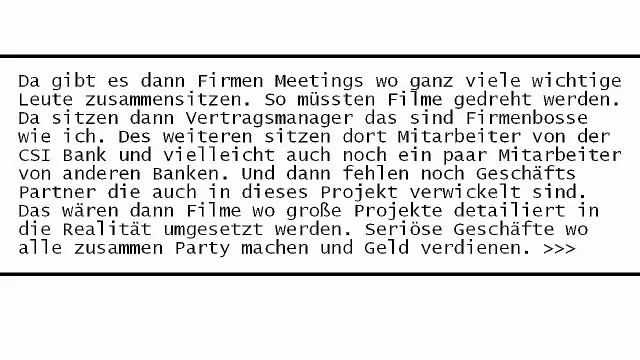 Da gibt es dann Firmen Meetings wo ganz viele wichtige
Leute zusammensitzen. So müssten Filme gedreht werden.
Da sitzen dann Vertragsmanager das sind Firmenbosse
wie ich. Des weiteren sitzen dort Mitarbeiter von der
CSI Bank und vielleicht auch noch ein paar Mitarbeiter
von anderen Banken. Und dann fehlen noch Geschäfts
Partner die auch in dieses Projekt verwickelt sind.
Das wären dann Filme wo große Projekte detailiert in
die Realität umgesetzt werden. Seriöse Geschäfte wo
alle zusammen Party machen und Geld verdienen. >>>